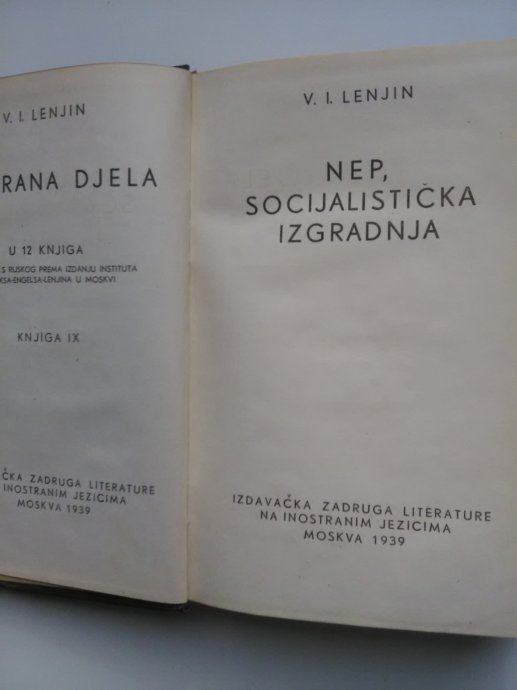 V. I. LENJIN
RANA DJELA
U 12 KNJIGA
S RUSKOG PREMA IZDANJU INSTITUTA
KSA-ENGELSA-LENJINA U MOSKVI
KNJIGA IX
ČKA ZADRUGA LITERATURE
INOSTRANIM JEZICIMA
MOSKVA 1939
V. I. LENJIN
NEP,
SOCIJALISTIČKA
IZGRADNJA
IZDAVAČKA ZADRUGA LITERATURE
NA INOSTRANIM JEZICIMA
MOSKVA 1939